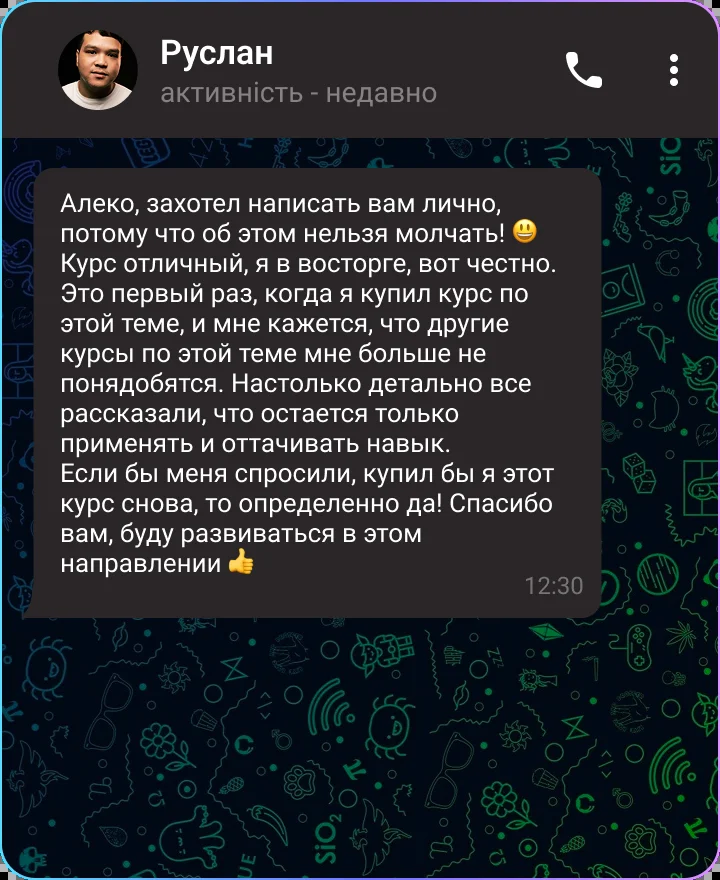 Руслан
активність - недавно
Алеко, захотел написать вам лично,
потому что об этом нельзя молчать! 😃
Курс отличный, я в восторге, вот честно.
Это первый раз, когда я купил курс по
этой теме, и мне кажется, что другие
курсы по этой теме мне больше не
понядобятся. Настолько детально все
рассказали, что остается только
применять и оттачивать навык.
Если бы меня спросили, купил бы я этот
курс снова, то определенно да! Спасибо
вам, буду развиваться в этом
направлении 👍
12:30
SiO₂